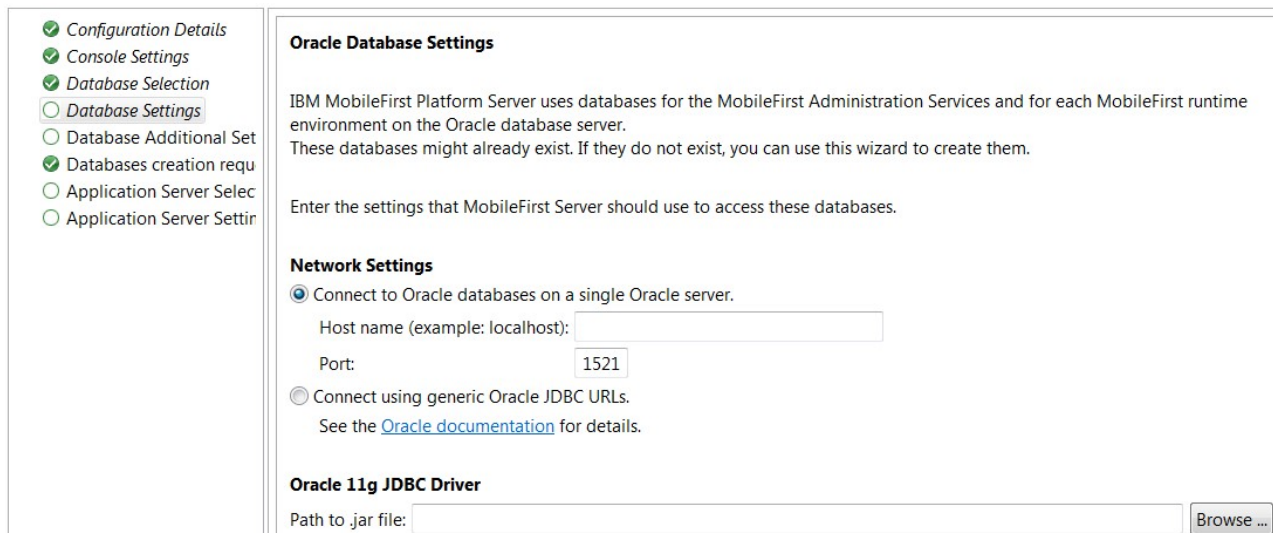 Configuration Details
Console Settings
Database Selection
Database Settings
Database Additional Set
Databases creation requ
Application Server Selec
Application Server Settin
Oracle Database Settings
IBM MobileFirst Platform Server uses databases for the MobileFirst Administration Services and for each MobileFirst runtime
environment on the Oracle database server.
These databases might already exist. If they do not exist, you can use this wizard to create them.
Enter the settings that MobileFirst Server should use to access these databases.
Network Settings
Connect to Oracle databases on a single Oracle server.
Host name (example: localhost):
Port: 1521
Connect using generic Oracle JDBC URLs.
See the Oracle documentation for details.
Oracle 11g JDBC Driver
Path to .jar file: Browse ...